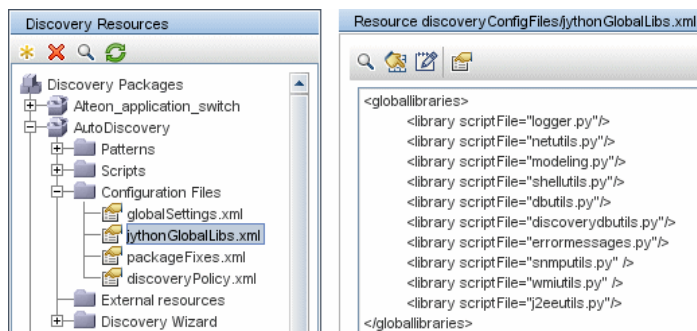 Discovery Resources
Discovery Packages
Alteon_application_switch
AutoDiscovery
Patterns
Scripts
Configuration Files
globalSettings.xml
jythonGlobalLibs.xml
packageFixes.xml
discoveryPolicy.xml
External resources
Discovery Wizard
Resource discoveryConfigFiles/jythonGlobalLibs.xml
<globallibraries>
<library scriptFile="logger.py"/>
<library scriptFile="netutils.py"/>
<library scriptFile="modeling.py"/>
<library scriptFile="shellutils.py"/>
<library scriptFile="dbutils.py"/>
<library scriptFile="discoverydbutils.py"/>
<library scriptFile="errormessages.py"/>
<library scriptFile="snmputils.py" />
<library scriptFile="wmiutils.py"/>
<library scriptFile="j2eeutils.py"/>
</globallibraries>